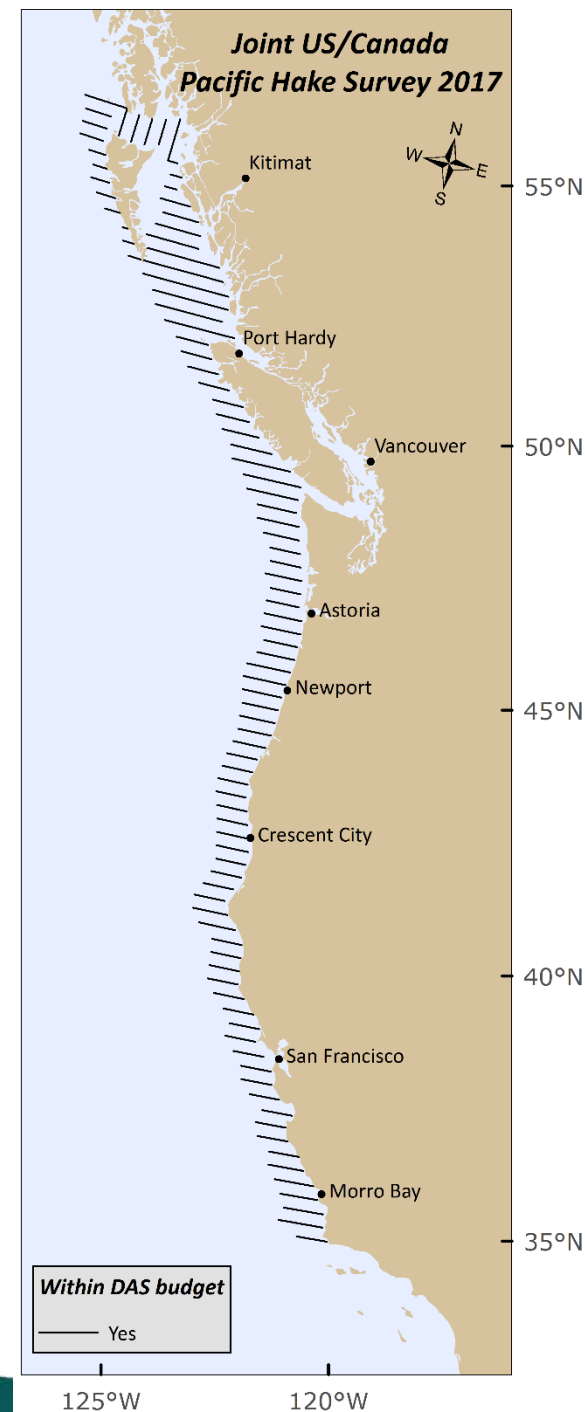 Joint US/Canada
Pacific Hake Survey 2017
N
W
E
S
Kitimat
55°N
Port Hardy
50°N
Vancouver
Astoria
Newport
45°N
Crescent City
40°N
San Francisco
Morro Bay
35°N
Within DAS budget
Yes
125°W
120°W